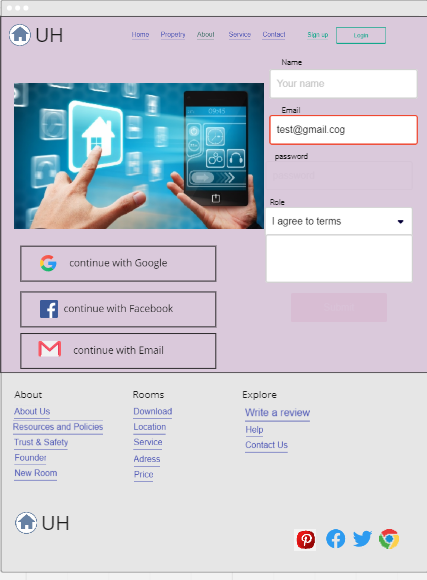 UH
Home Propetry About Service Contact Sign up Login
Name
Your name
Email
test@gmail.cog
password
Role
I agree to terms
09:45
continue with Google
continue with Facebook
continue with Email
About
About Us
Resources and Policies
Trust & Safety
Founder
New Room
Rooms
Download
Location
Service
Adress
Price
Explore
Write a review
Help
Contact Us
UH